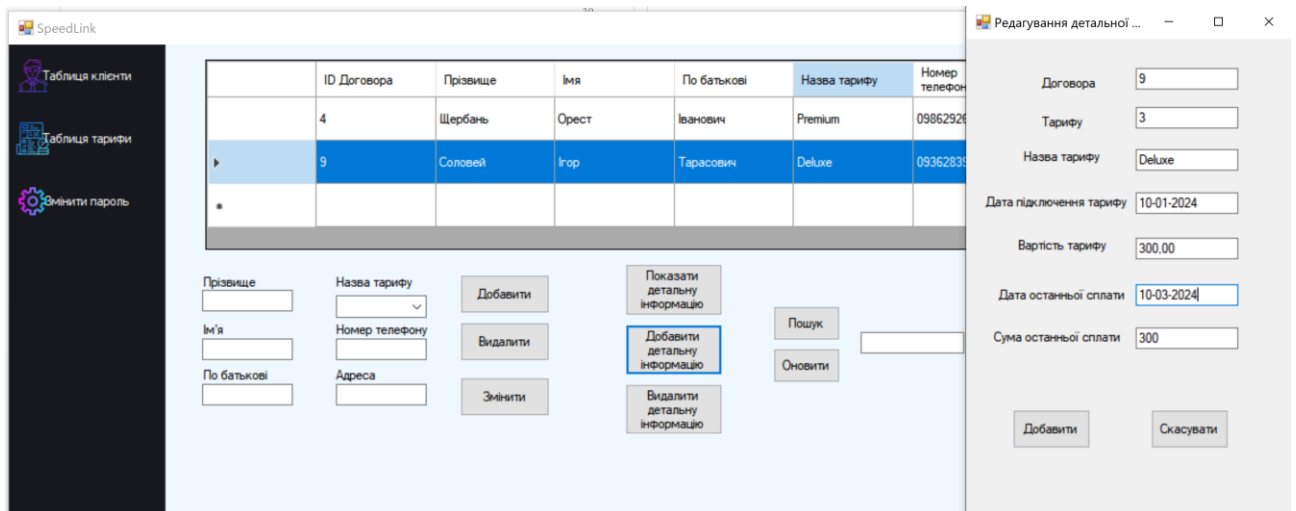 SpeedLink
Таблиця клієнти
Таблиця тарифи
Змінити пароль
ID Договора Прізвище Імя По батькові Назва тарифу Номер
телефон
4 Щербань Орест Іванович Premium 09862926
9 Соловей Ігор Тарасович Deluxe 09362839
Прізвище
Ім'я
По батькові
Назва тарифу
Номер телефону
Адреса
Добавити
Видалити
Змінити
Показати
детальну
інформацію
Добавити
детальну
інформацію
Видалити
детальну
інформацію
Пошук
Оновити
Редагування детальної ...
Договора 9
Тарифу 3
Назва тарифу Deluxe
Дата підключення тарифу 10-01-2024
Вартість тарифу 300,00
Дата останньої сплати 10-03-2024
Сума останньої сплати 300
Добавити Скасувати